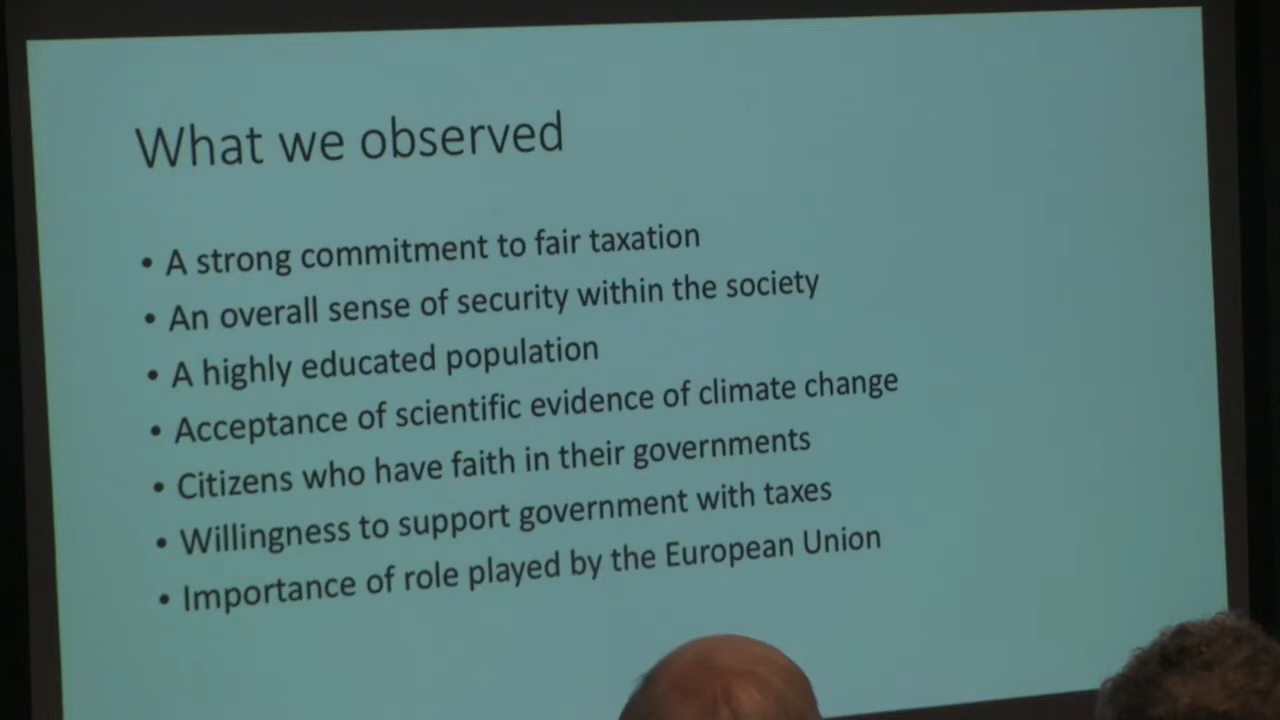 What we observed
• A strong commitment to fair taxation
• An overall sense of security within the society
• A highly educated population
• Acceptance of scientific evidence of climate change
• Citizens who have faith in their governments
• Willingness to support government with taxes
• Importance of role played by the European Union